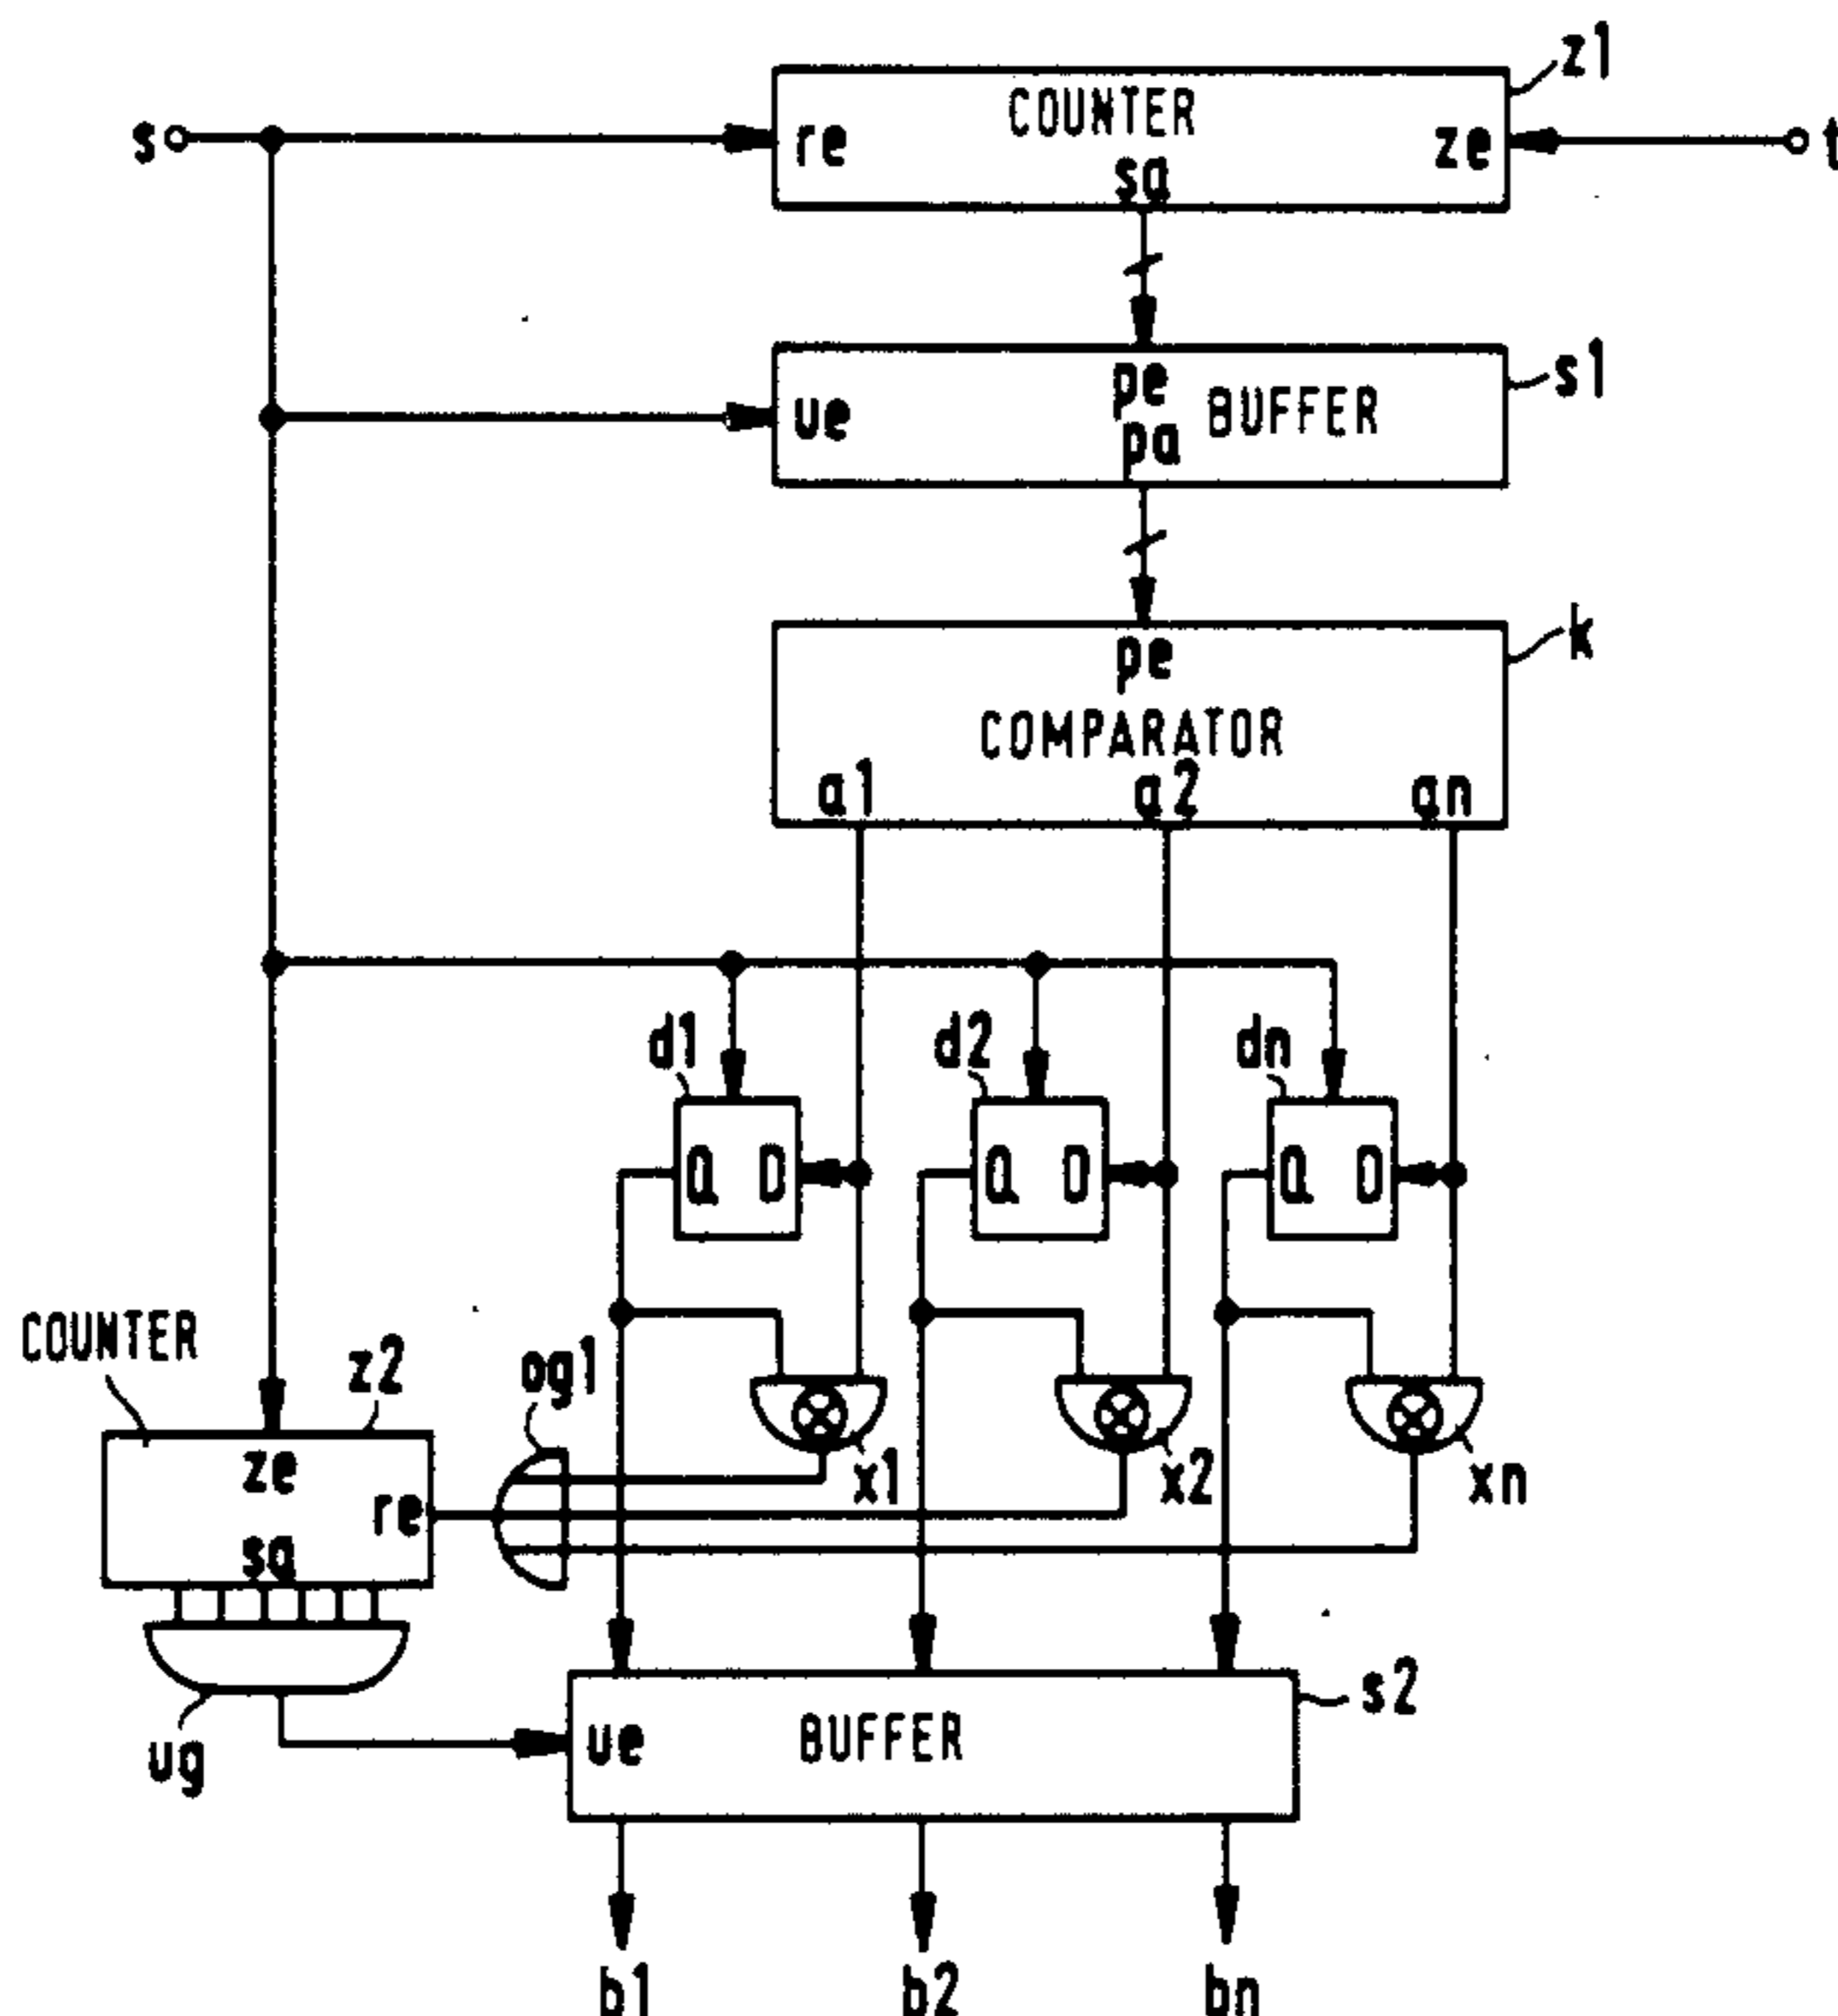 z1
COUNTER
s
re
ze
t
sa
s1
pe
ue
BUFFER
pa
k
pe
COMPARATOR
a1
a2
an
d1
d2
dn
Q D
Q D
Q D
COUNTER
z2
og1
ze
x1
x2
xn
re
sa
s2
ue
BUFFER
ug
b1
b2
bn